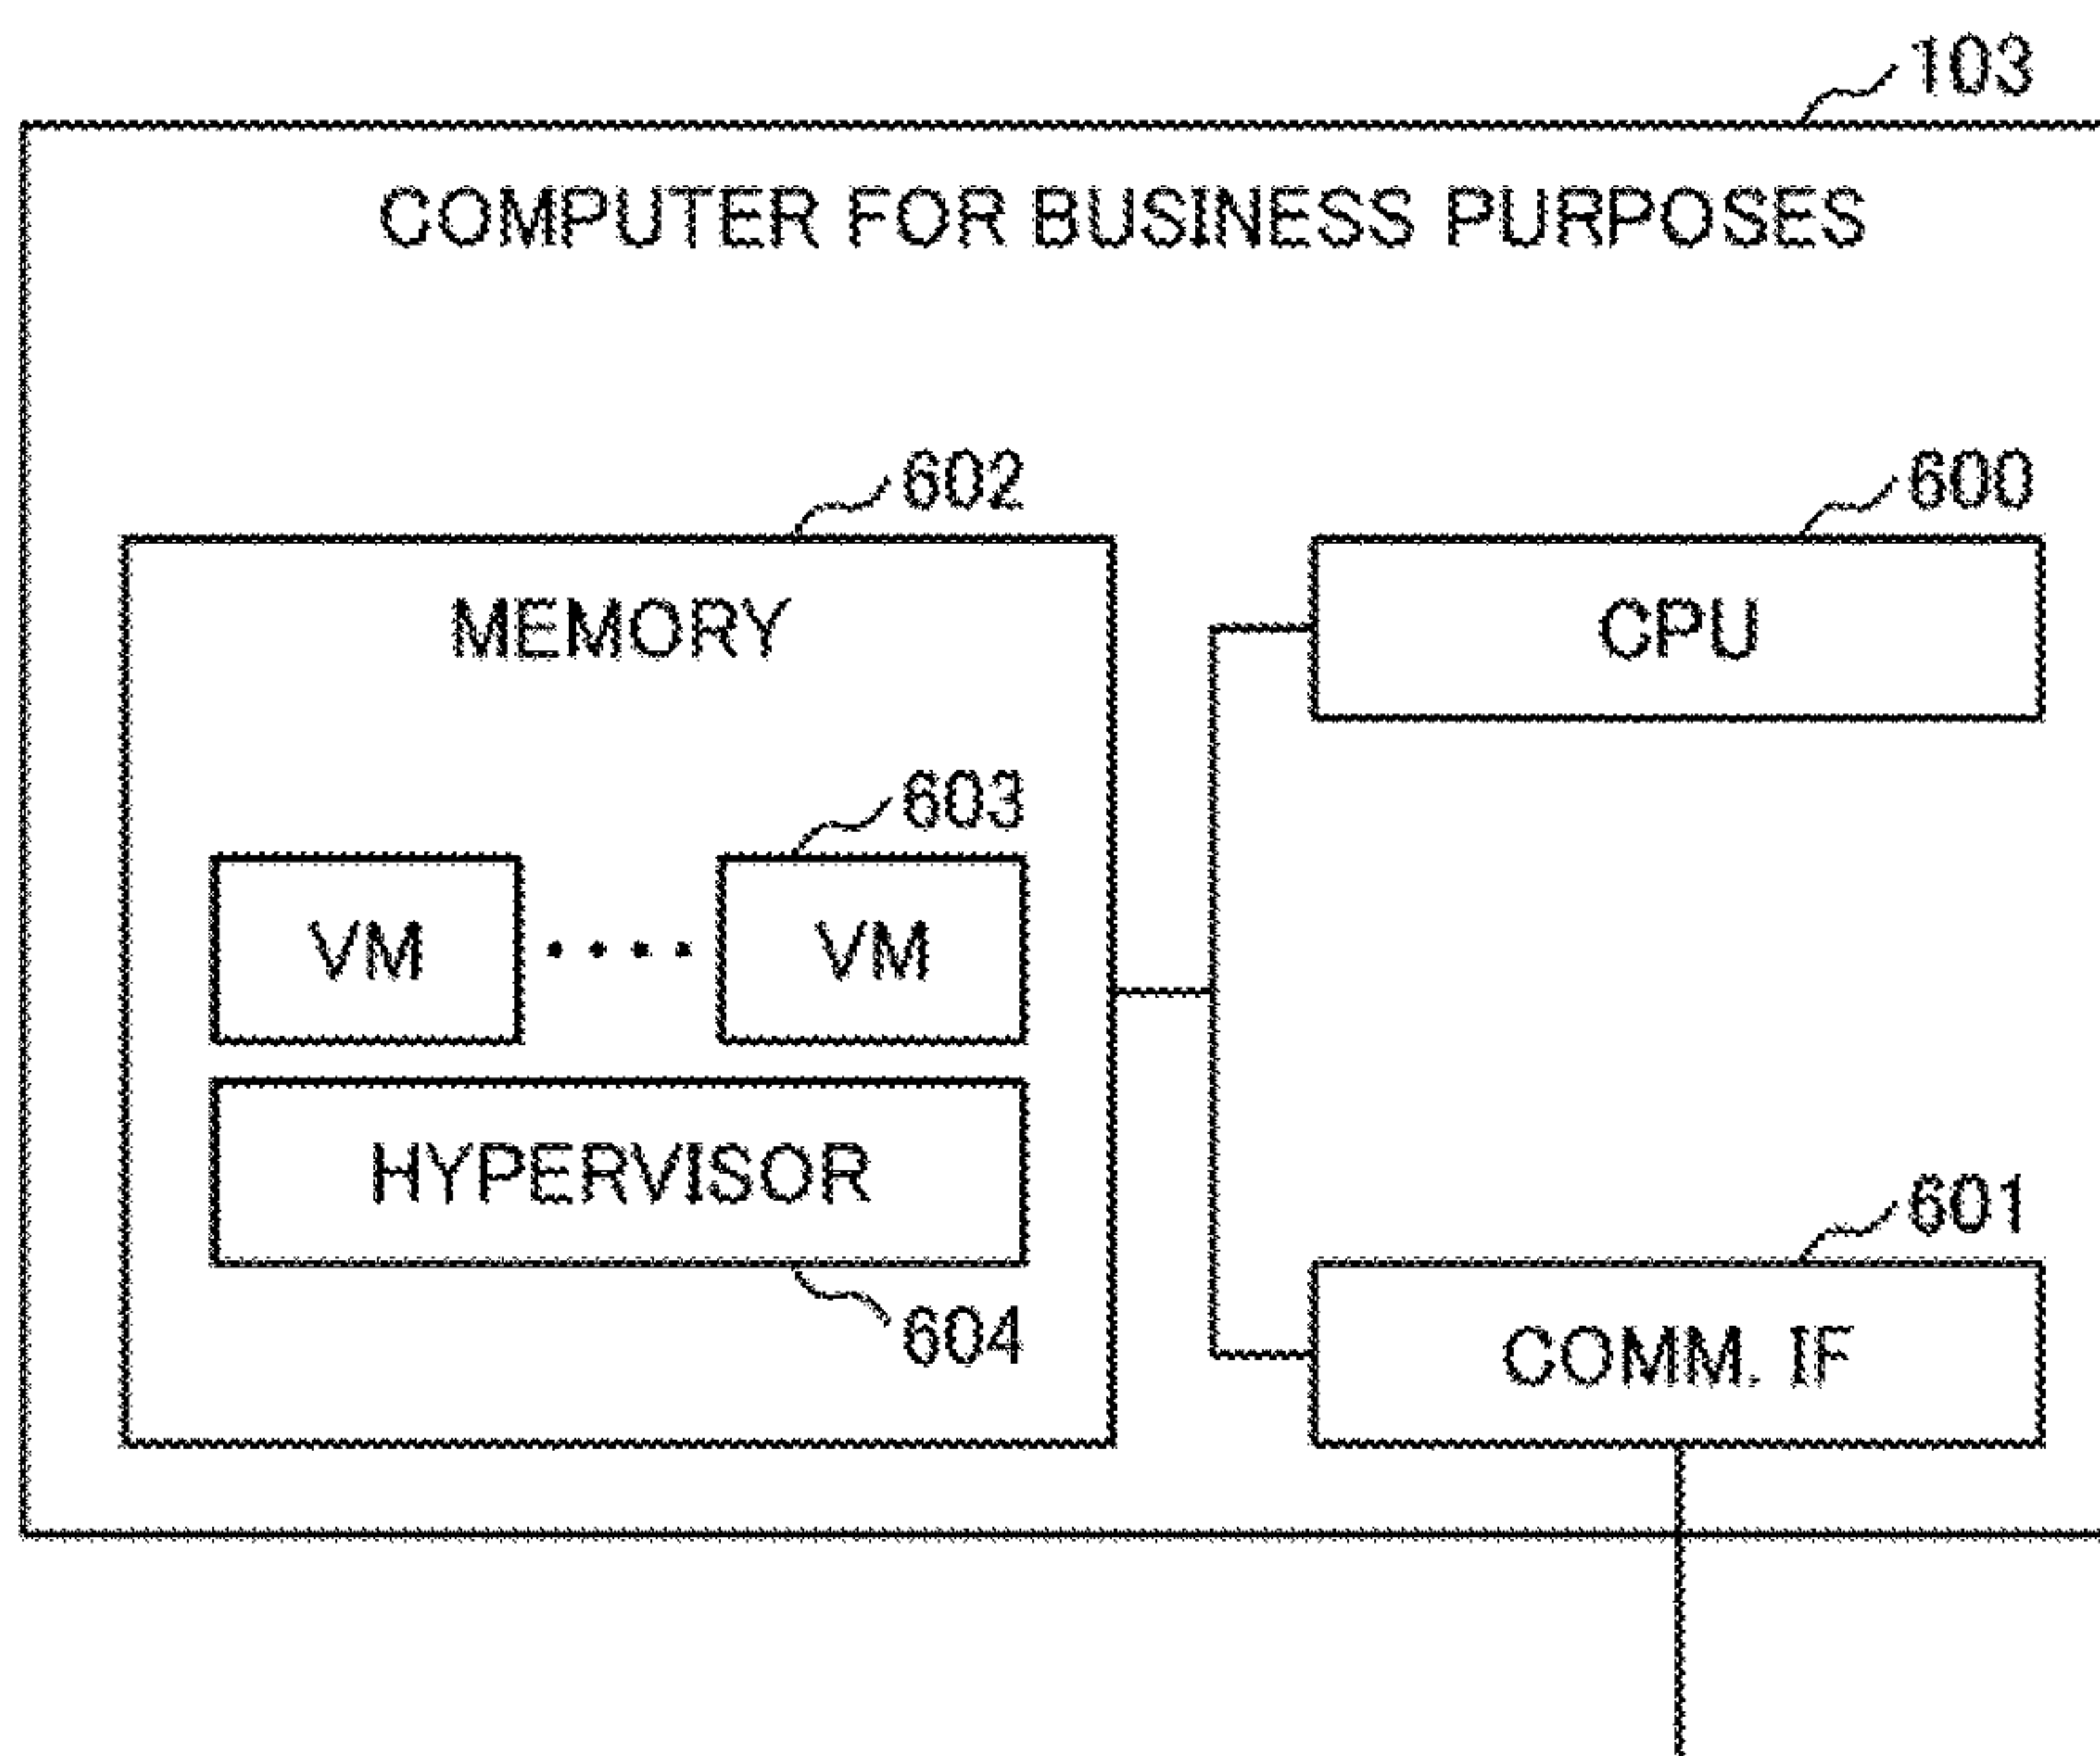 103
COMPUTER FOR BUSINESS PURPOSES
602
600
MEMORY
CPU
603
VM .... VM
HYPERVISOR
601
604
COMM. IF